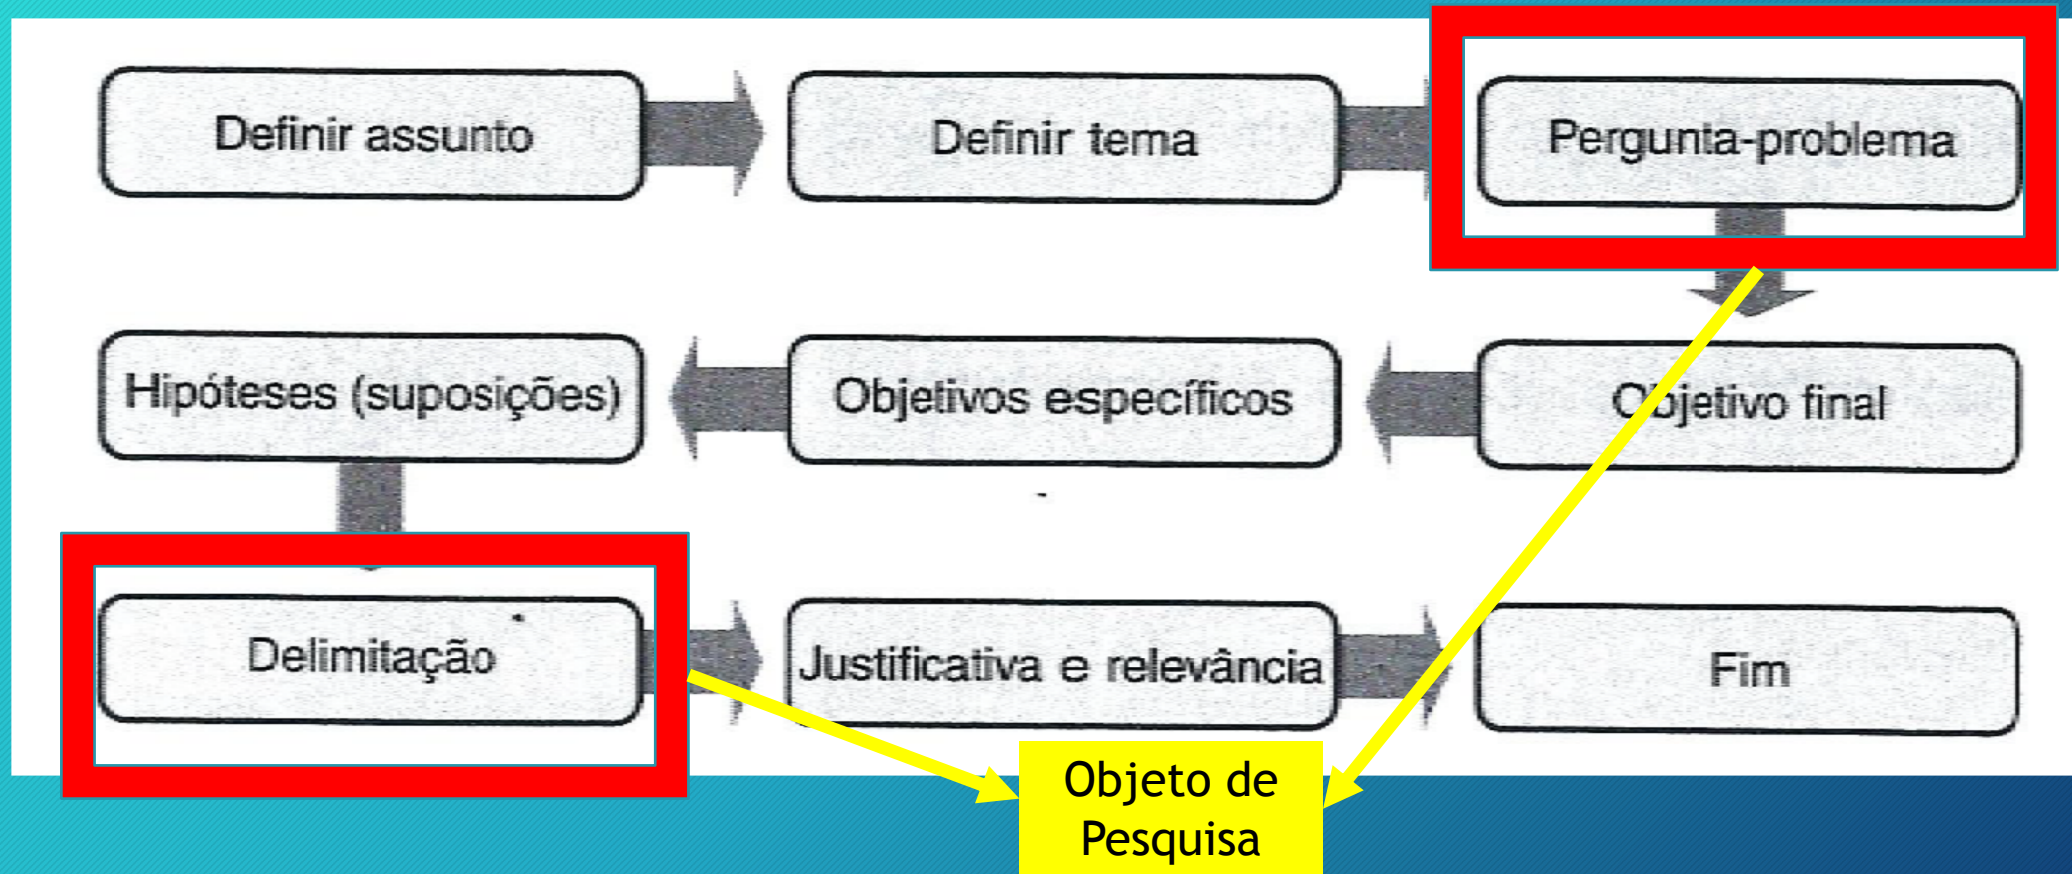 Definir assunto
Definir tema
Pergunta-problema
Hipóteses (suposições)
Objetivos específicos
Objetivo final
Delimitação
Justificativa e relevância
Fim
Objeto de
Pesquisa